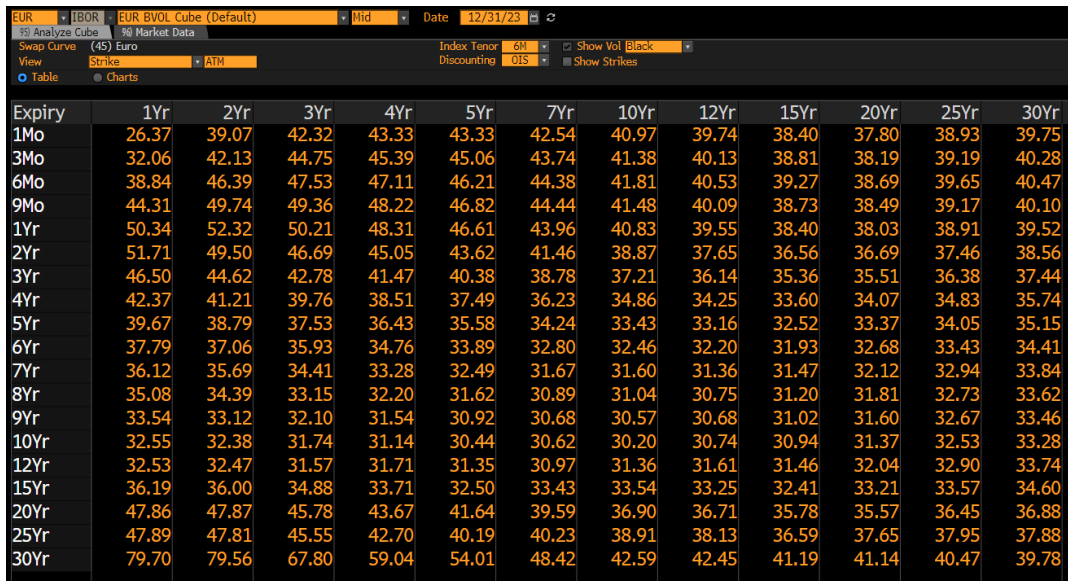 EUR IBOR EUR BVOL Cube (Default) Mid Date 12/31/23
95) Analyze Cube 96) Market Data
Swap Curve (45) Euro Index Tenor 6M Show Vol Black
View Strike ATM Discounting OIS Show Strikes
Table Charts
Expiry 1Yr 2Yr 3Yr 4Yr 5Yr 7Yr 10Yr 12Yr 15Yr 20Yr 25Yr 30Yr
1Mo 26.37 39.07 42.32 43.33 43.33 42.54 40.97 39.74 38.40 37.80 38.93 39.75
3Mo 32.06 42.13 44.75 45.39 45.06 43.74 41.38 40.13 38.81 38.19 39.19 40.28
6Mo 38.84 46.39 47.53 47.11 46.21 44.38 41.81 40.53 39.27 38.69 39.65 40.47
9Mo 44.31 49.74 49.36 48.22 46.82 44.44 41.48 40.09 38.73 38.49 39.17 40.10
1Yr 50.34 52.32 50.21 48.31 46.61 43.96 40.83 39.55 38.40 38.03 38.91 39.52
2Yr 51.71 49.50 46.69 45.05 43.62 41.46 38.87 37.65 36.56 36.69 37.46 38.56
3Yr 46.50 44.62 42.78 41.47 40.38 38.78 37.21 36.14 35.36 35.51 36.38 37.44
4Yr 42.37 41.21 39.76 38.51 37.49 36.23 34.86 34.25 33.60 34.07 34.83 35.74
5Yr 39.67 38.79 37.53 36.43 35.58 34.24 33.43 33.16 32.52 33.37 34.05 35.15
6Yr 37.79 37.06 35.93 34.76 33.89 32.80 32.46 32.20 31.93 32.68 33.43 34.41
7Yr 36.12 35.69 34.41 33.28 32.49 31.67 31.60 31.36 31.47 32.12 32.94 33.84
8Yr 35.08 34.39 33.15 32.20 31.62 30.89 31.04 30.75 31.20 31.81 32.73 33.62
9Yr 33.54 33.12 32.10 31.54 30.92 30.68 30.57 30.68 31.02 31.60 32.67 33.46
10Yr 32.55 32.38 31.74 31.14 30.44 30.62 30.20 30.74 30.94 31.37 32.53 33.28
12Yr 32.53 32.47 31.57 31.71 31.35 30.97 31.36 31.61 31.46 32.04 32.90 33.74
15Yr 36.19 36.00 34.88 33.71 32.50 33.43 33.54 33.25 32.41 33.21 33.57 34.60
20Yr 47.86 47.87 45.78 43.67 41.64 39.59 36.90 36.71 35.78 35.57 36.45 36.88
25Yr 47.89 47.81 45.55 42.70 40.19 40.23 38.91 38.13 36.59 37.65 37.95 37.88
30Yr 79.70 79.56 67.80 59.04 54.01 48.42 42.59 42.45 41.19 41.14 40.47 39.78